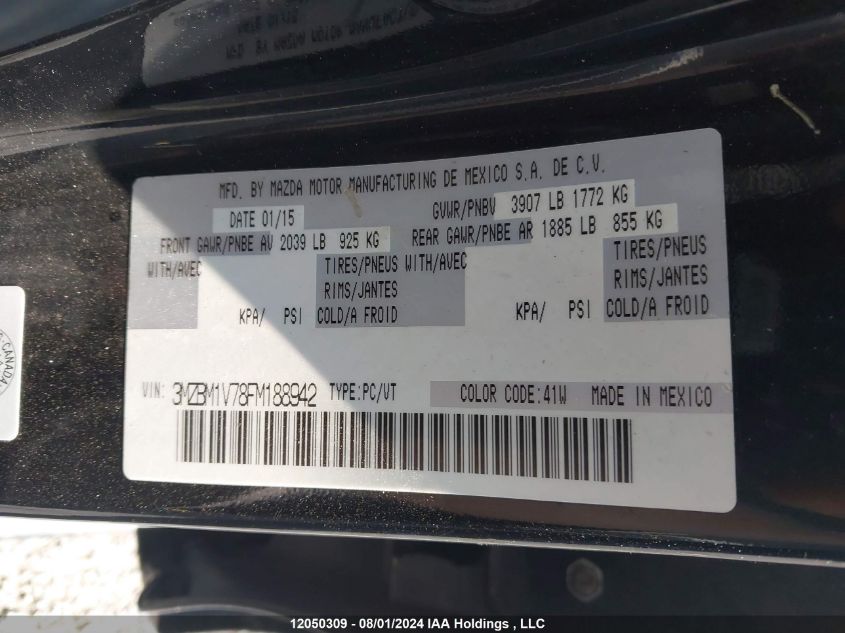 MFD. BY MAZDA MOTOR MANUFACTURING DE MEXICO S.A. DE C.V.
DATE 01/15 GVWR/PNBV 3907 LB 1772 KG
FRONT GAWR/PNBE AV 2039 LB 925 KG REAR GAWR/PNBE AR 1885 LB 855 KG
WITH/AVEC TIRES/PNEUS WITH/AVEC TIRES/PNEUS
RIMS/JANTES RIMS/JANTES
KPA/ PSI COLD/A FROID KPA/ PSI COLD/A FROID
VIN: 3MZBM1V78FM188942 TYPE:PC/VT COLOR CODE:41W MADE IN MEXICO
CANADA
12050309 - 08/01/2024 IAA Holdings , LLC